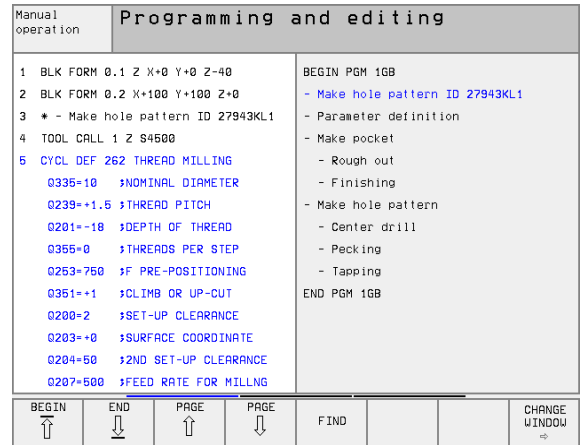 Manual
operation
Programming and editing
1 BLK FORM 0.1 Z X+0 Y+0 Z-40
2 BLK FORM 0.2 X+100 Y+100 Z+0
3 * - Make hole pattern ID 27943KL1
4 TOOL CALL 1 Z S4500
5 CYCL DEF 262 THREAD MILLING
Q335=10 ;NOMINAL DIAMETER
Q239=+1.5 ;THREAD PITCH
Q201=-18 ;DEPTH OF THREAD
Q355=0 ;THREADS PER STEP
Q253=750 ;F PRE-POSITIONING
Q351=+1 ;CLIMB OR UP-CUT
Q200=2 ;SET-UP CLEARANCE
Q203=+0 ;SURFACE COORDINATE
Q204=50 ;2ND SET-UP CLEARANCE
Q207=500 ;FEED RATE FOR MILLNG
BEGIN PGM 1GB
- Make hole pattern ID 27943KL1
- Parameter definition
- Make pocket
- Rough out
- Finishing
- Make hole pattern
- Center drill
- Pecking
- Tapping
END PGM 1GB
BEGIN
END
PAGE
PAGE
FIND
CHANGE
WINDOW